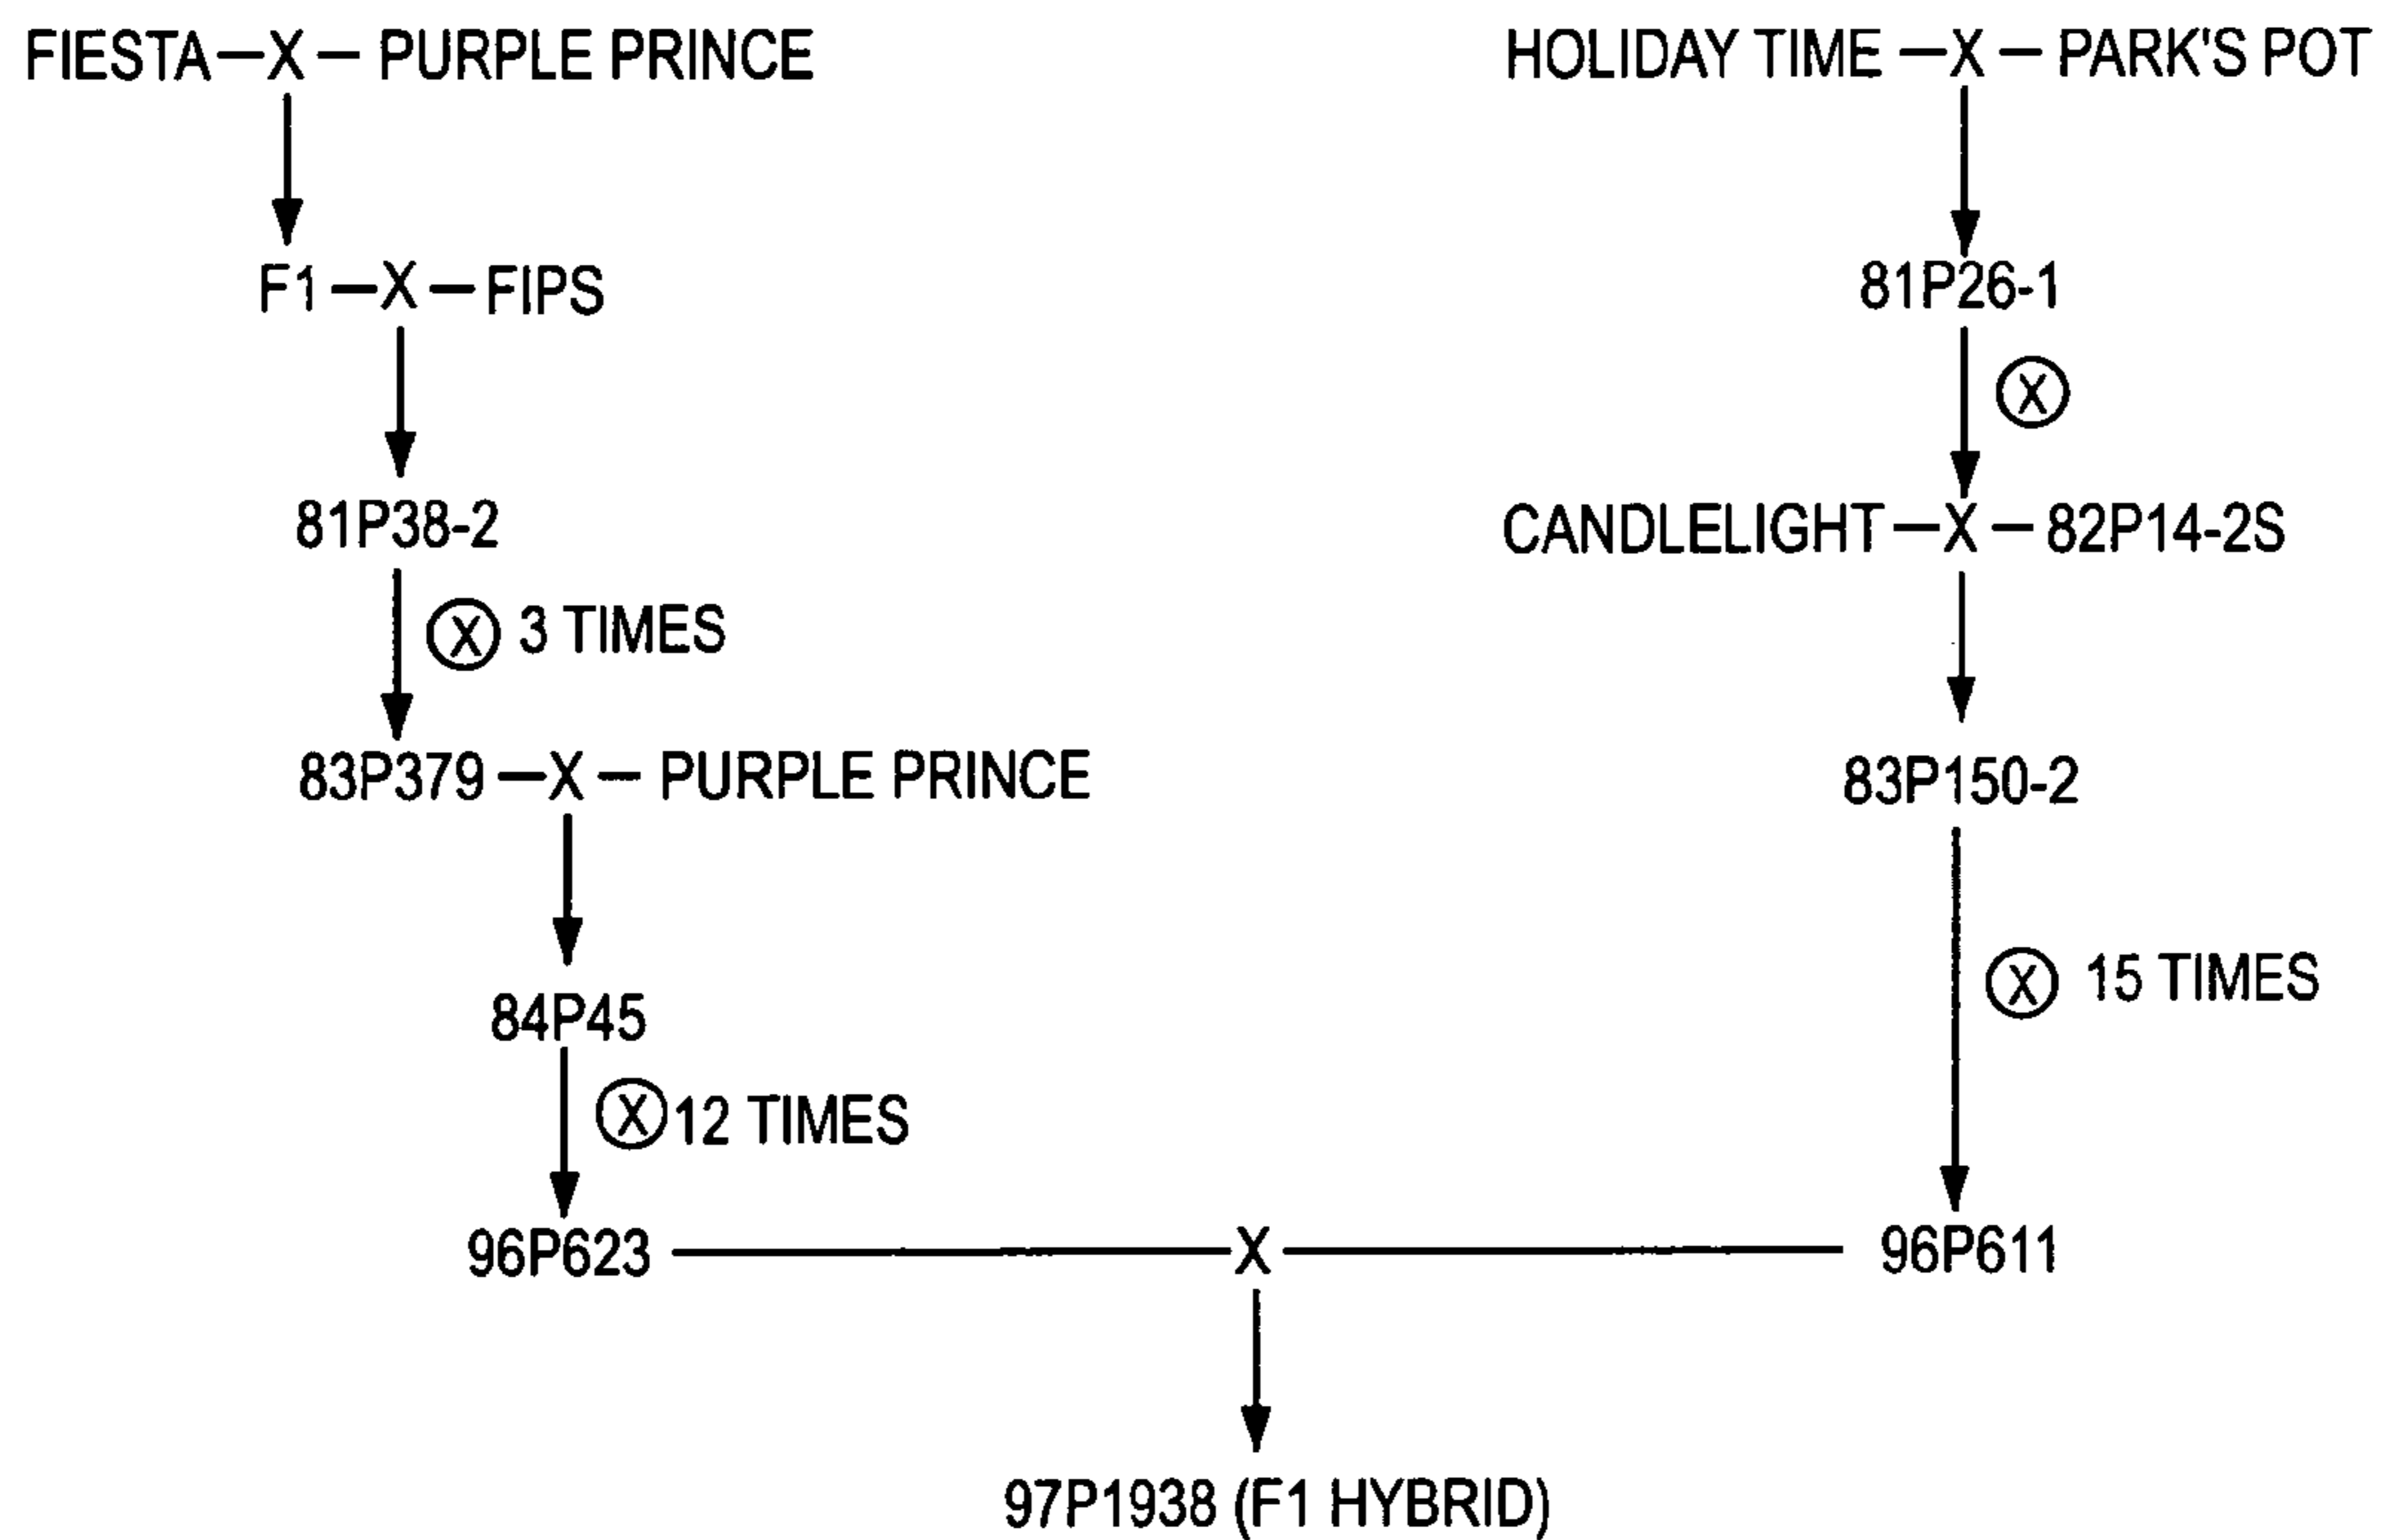 FIESTA—X—PURPLE PRINCE
HOLIDAY TIME—X—PARK'S POT
F1—X—FIPS
81P26-1
Ⓧ
81P38-2
CANDLELIGHT—X—82P14-2S
Ⓧ 3 TIMES
83P379—X—PURPLE PRINCE
83P150-2
Ⓧ 15 TIMES
84P45
Ⓧ 12 TIMES
96P623 X 96P611
97P1938 (F1 HYBRID)